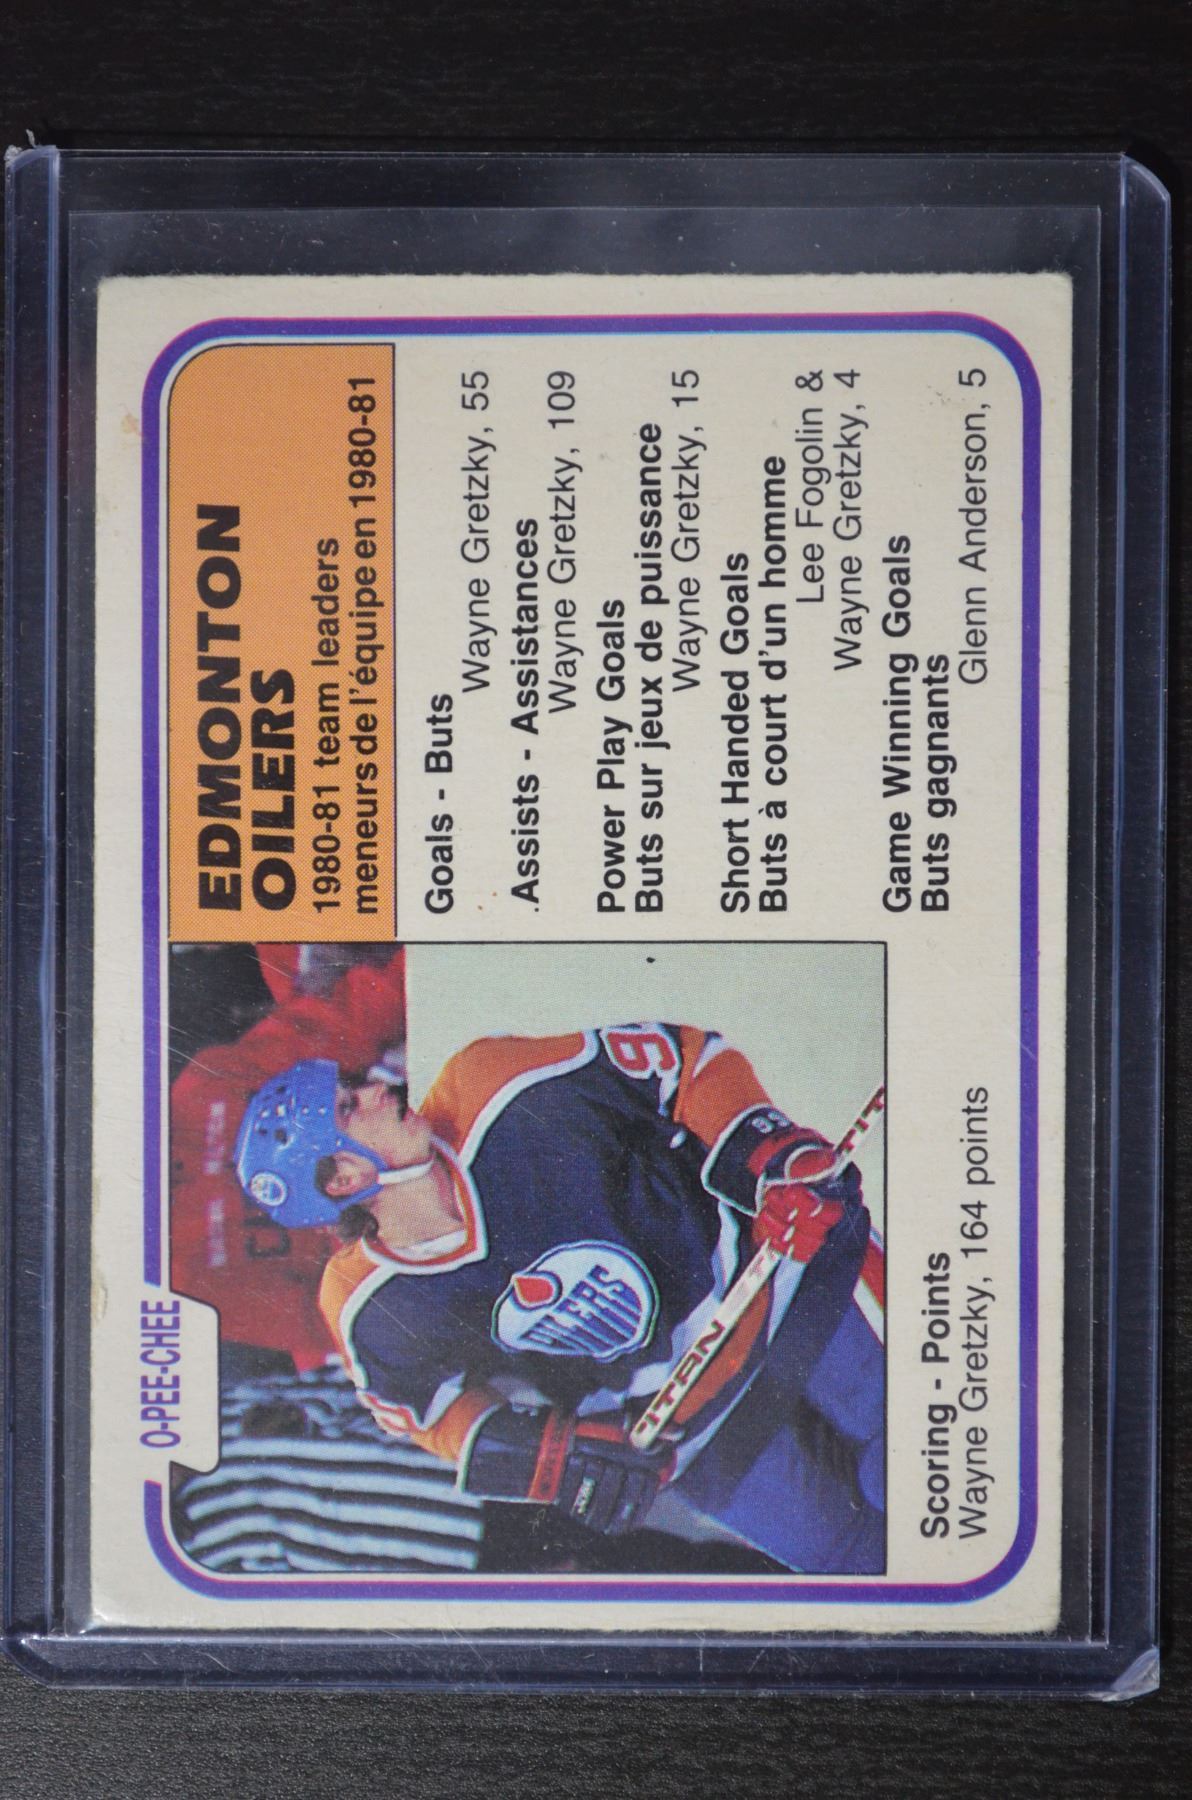 O-PEE-CHEE
EDMONTON
OILERS
1980-81 team leaders
meneurs de l'équipe en 1980-81
Goals - Buts
Wayne Gretzky, 55
.Assists - Assistances
Wayne Gretzky, 109
Power Play Goals
Buts sur jeux de puissance
Wayne Gretzky, 15
Short Handed Goals
Buts à court d'un homme
Lee Fogolin &
Wayne Gretzky, 4
Game Winning Goals
Buts gagnants
Glenn Anderson, 5
Scoring - Points
Wayne Gretzky, 164 points
OILERS
TITAN
TIT
99
9